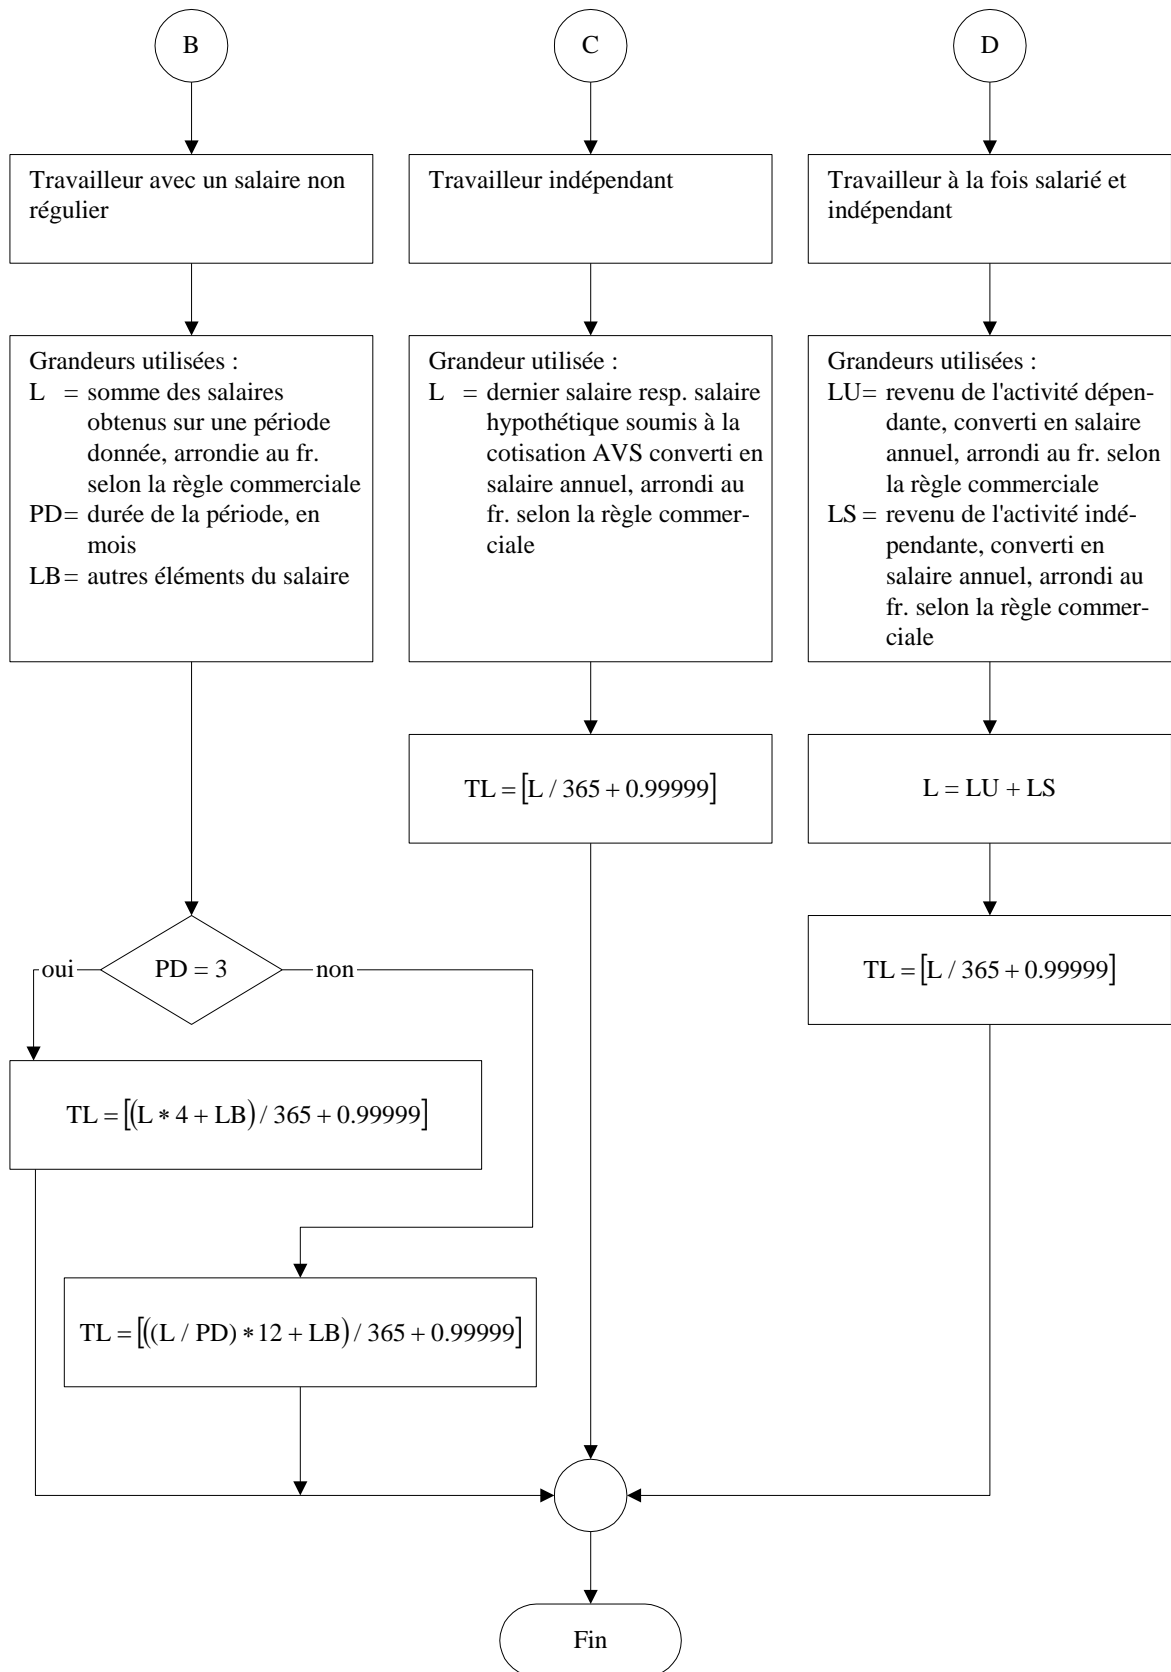 B
Travailleur avec un salaire non
régulier
Grandeurs utilisées :
L = somme des salaires
obtenus sur une période
donnée, arrondie au fr.
selon la règle commerciale
PD= durée de la période, en
mois
LB= autres éléments du salaire
PD = 3
oui
non
TL = [(L * 4 + LB) / 365 + 0.99999]
TL = [((L / PD) * 12 + LB) / 365 + 0.99999]
C
Travailleur indépendant
Grandeur utilisée :
L = dernier salaire resp. salaire
hypothétique soumis à la
cotisation AVS converti en
salaire annuel, arrondi au
fr. selon la règle commer-
ciale
TL = [L / 365 + 0.99999]
D
Travailleur à la fois salarié et
indépendant
Grandeurs utilisées :
LU= revenu de l'activité dépen-
dante, converti en salaire
annuel, arrondi au fr. selon
la règle commerciale
LS = revenu de l'activité indé-
pendante, converti en
salaire annuel, arrondi au
fr. selon la règle commer-
ciale
L = LU + LS
TL = [L / 365 + 0.99999]
Fin